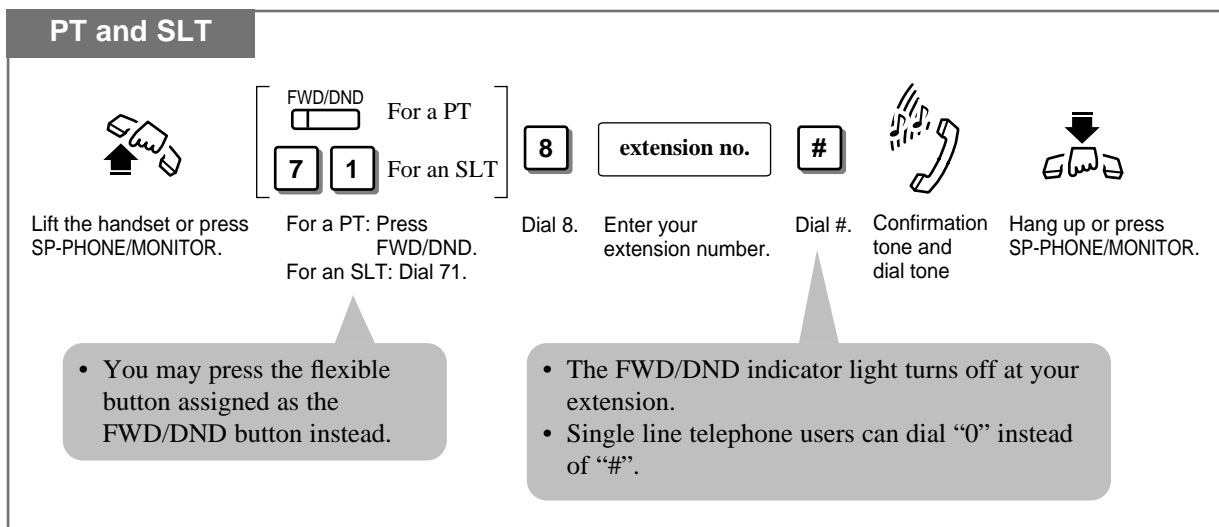 PT and SLT
FWD/DND
For a PT
7 1 For an SLT
8
extension no.
#
Lift the handset or press
SP-PHONE/MONITOR.
For a PT: Press
FWD/DND.
For an SLT: Dial 71.
Dial 8.
Enter your
extension number.
Dial #.
Confirmation
tone and
dial tone
Hang up or press
SP-PHONE/MONITOR.
• You may press the flexible
button assigned as the
FWD/DND button instead.
• The FWD/DND indicator light turns off at your
extension.
• Single line telephone users can dial “0” instead
of “#”.